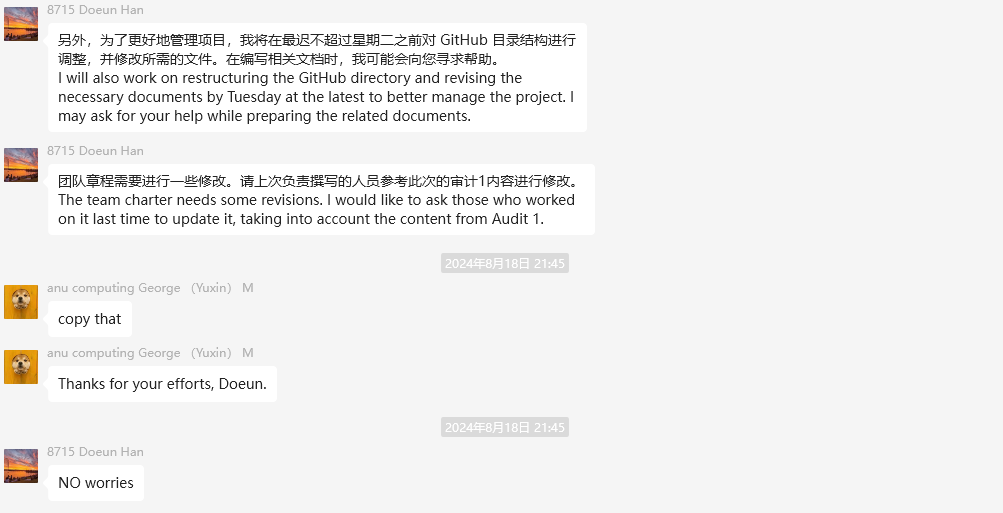 8715 Doeun Han
另外，为了更好地管理项目，我将在最迟不超过星期二之前对 GitHub 目录结构进行
调整，并修改所需的文件。在编写相关文档时，我可能会向您寻求帮助。
I will also work on restructuring the GitHub directory and revising the
necessary documents by Tuesday at the latest to better manage the project. I
may ask for your help while preparing the related documents.
8715 Doeun Han
团队章程需要进行一些修改。请上次负责撰写的人员参考此次的审计1内容进行修改。
The team charter needs some revisions. I would like to ask those who worked
on it last time to update it, taking into account the content from Audit 1.
2024年8月18日 21:45
anu computing George （Yuxin） M
copy that
anu computing George （Yuxin） M
Thanks for your efforts, Doeun.
2024年8月18日 21:45
8715 Doeun Han
NO worries